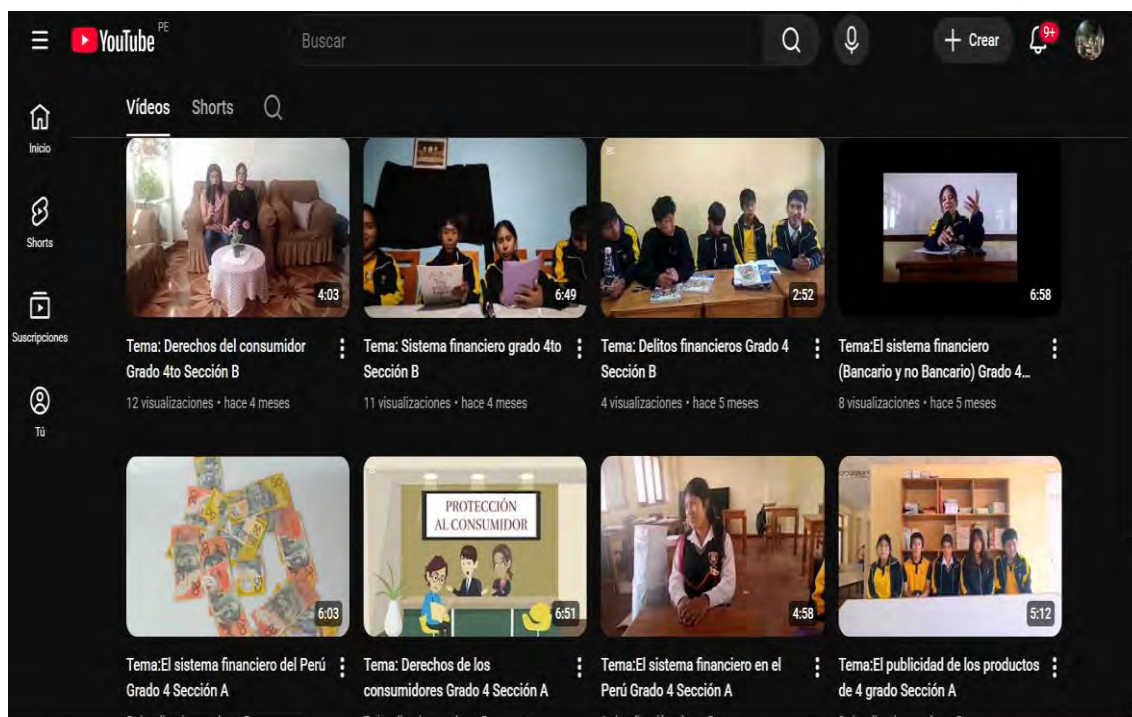 YouTube PE
Buscar
Crear
9+
Vídeos Shorts
Inicio
Shorts
Suscripciones
Tú
4:03
6:49
2:52
6:58
Tema: Derechos del consumidor
Grado 4to Sección B
12 visualizaciones • hace 4 meses
Tema: Sistema financiero grado 4to
Sección B
11 visualizaciones • hace 4 meses
Tema: Delitos financieros Grado 4
Sección B
4 visualizaciones • hace 5 meses
Tema:El sistema financiero
(Bancario y no Bancario) Grado 4...
8 visualizaciones • hace 5 meses
PROTECCIÓN
AL CONSUMIDOR
6:03
6:51
4:58
5:12
Tema:El sistema financiero del Perú
Grado 4 Sección A
Tema: Derechos de los
consumidores Grado 4 Sección A
Tema:El sistema financiero en el
Perú Grado 4 Sección A
Tema:El publicidad de los productos
de 4 grado Sección A